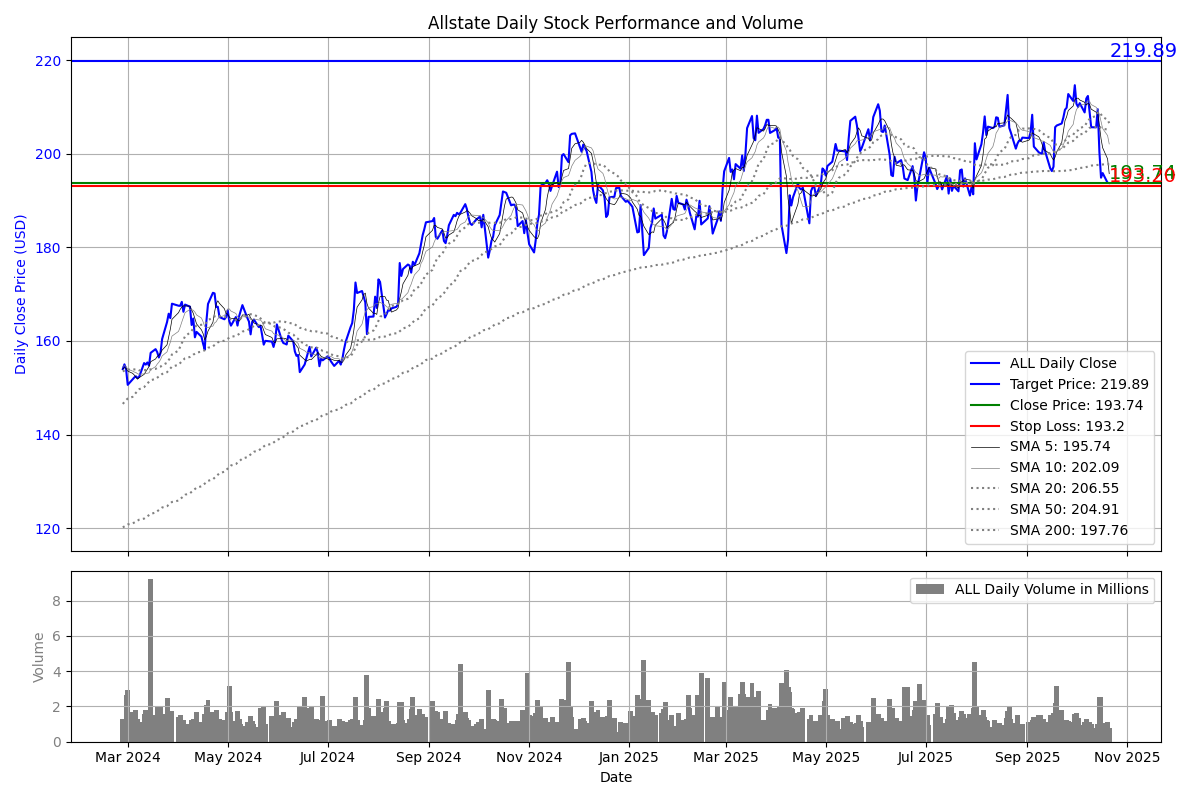 Allstate Daily Stock Performance and Volume
219.89
220
200
193.74
193.20
180
160
140
120
Daily Close Price (USD)
ALL Daily Close
Target Price: 219.89
Close Price: 193.74
Stop Loss: 193.2
SMA 5: 195.74
SMA 10: 202.09
SMA 20: 206.55
SMA 50: 204.91
SMA 200: 197.76
ALL Daily Volume in Millions
8
6
4
2
0
Volume
Mar 2024 May 2024 Jul 2024 Sep 2024 Nov 2024 Jan 2025 Mar 2025 May 2025 Jul 2025 Sep 2025 Nov 2025
Date